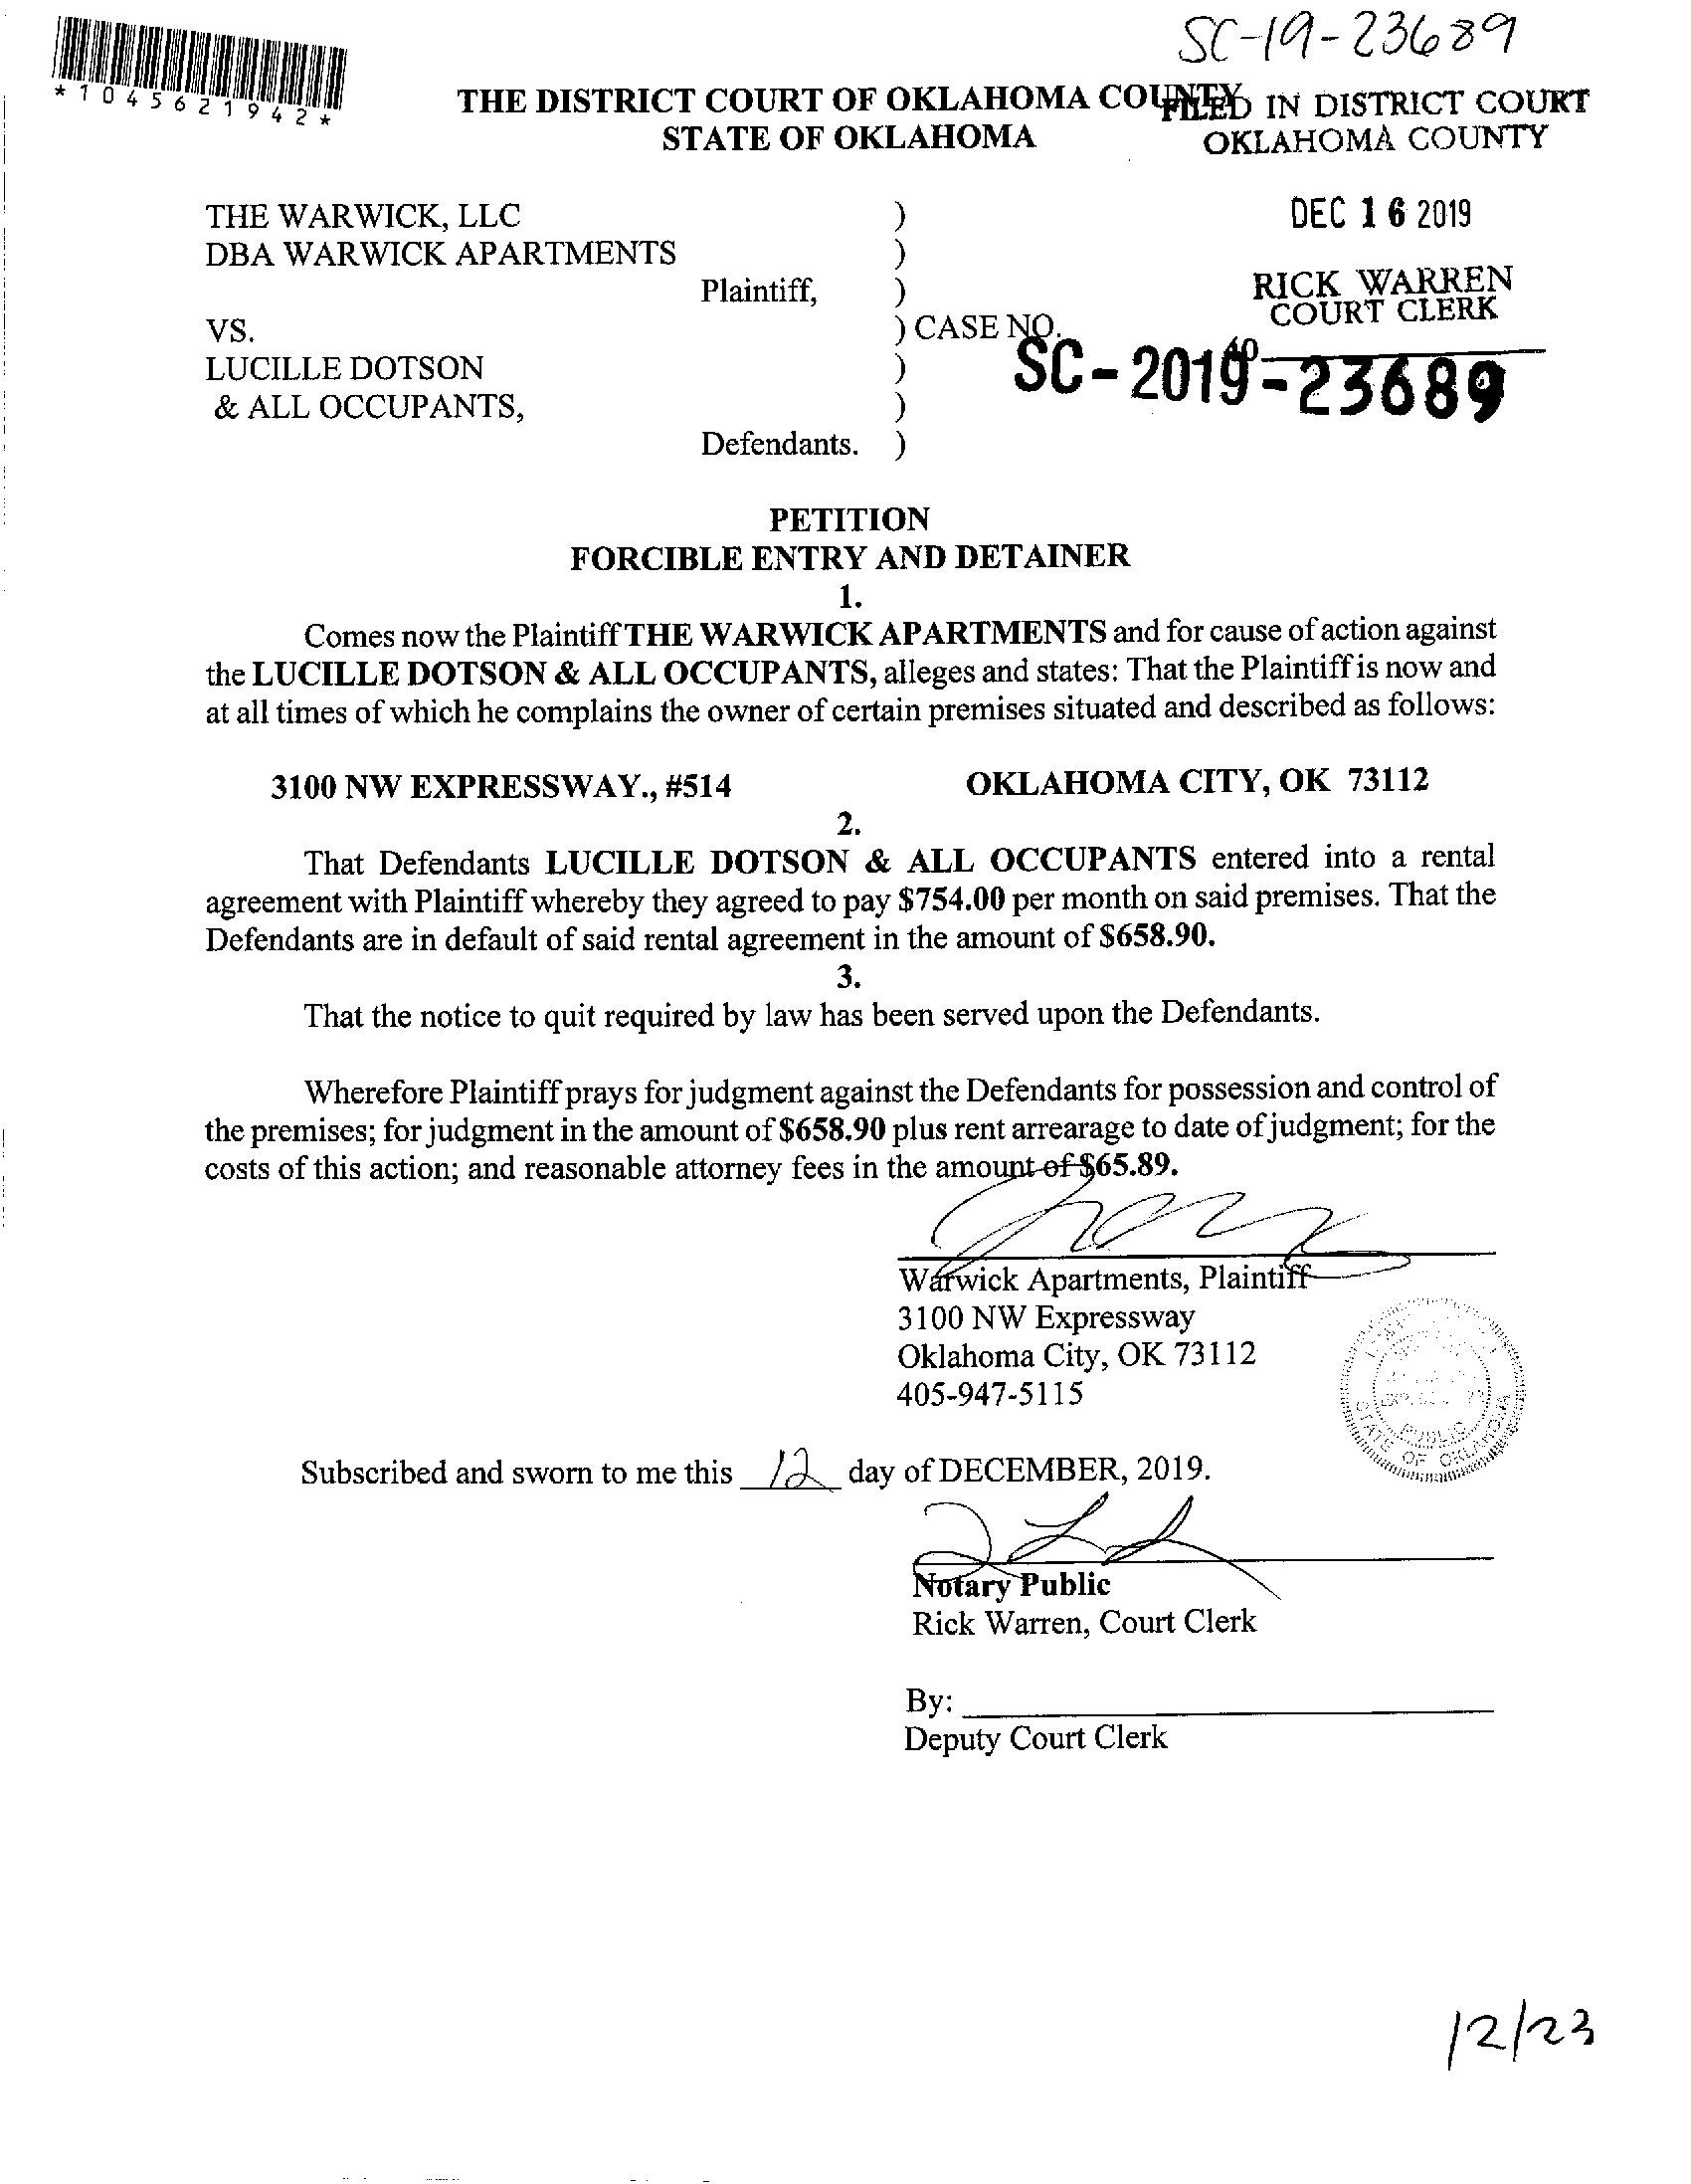 SC-19-23689
*1045621942*
THE DISTRICT COURT OF OKLAHOMA COUNTY
STATE OF OKLAHOMA
FILED IN DISTRICT COURT
OKLAHOMA COUNTY
DEC 16 2019
RICK WARREN
COURT CLERK
40
THE WARWICK, LLC )
DBA WARWICK APARTMENTS )
Plaintiff, )
VS. ) CASE NO.
SC-2019-23689
LUCILLE DOTSON )
& ALL OCCUPANTS, )
Defendants. )
PETITION
FORCIBLE ENTRY AND DETAINER
1.
Comes now the Plaintiff THE WARWICK APARTMENTS and for cause of action against
the LUCILLE DOTSON & ALL OCCUPANTS, alleges and states: That the Plaintiff is now and
at all times of which he complains the owner of certain premises situated and described as follows:
3100 NW EXPRESSWAY., #514 OKLAHOMA CITY, OK 73112
2.
That Defendants LUCILLE DOTSON & ALL OCCUPANTS entered into a rental
agreement with Plaintiff whereby they agreed to pay $754.00 per month on said premises. That the
Defendants are in default of said rental agreement in the amount of $658.90.
3.
That the notice to quit required by law has been served upon the Defendants.
Wherefore Plaintiff prays for judgment against the Defendants for possession and control of
the premises; for judgment in the amount of $658.90 plus rent arrearage to date of judgment; for the
costs of this action; and reasonable attorney fees in the amount of $65.89.
Warwick Apartments, Plaintiff
3100 NW Expressway
Oklahoma City, OK 73112
405-947-5115
PUBLIC
STATE OF OKLAHOMA
Subscribed and sworn to me this 12 day of DECEMBER, 2019.
Notary Public
Rick Warren, Court Clerk
By:
Deputy Court Clerk
12/23